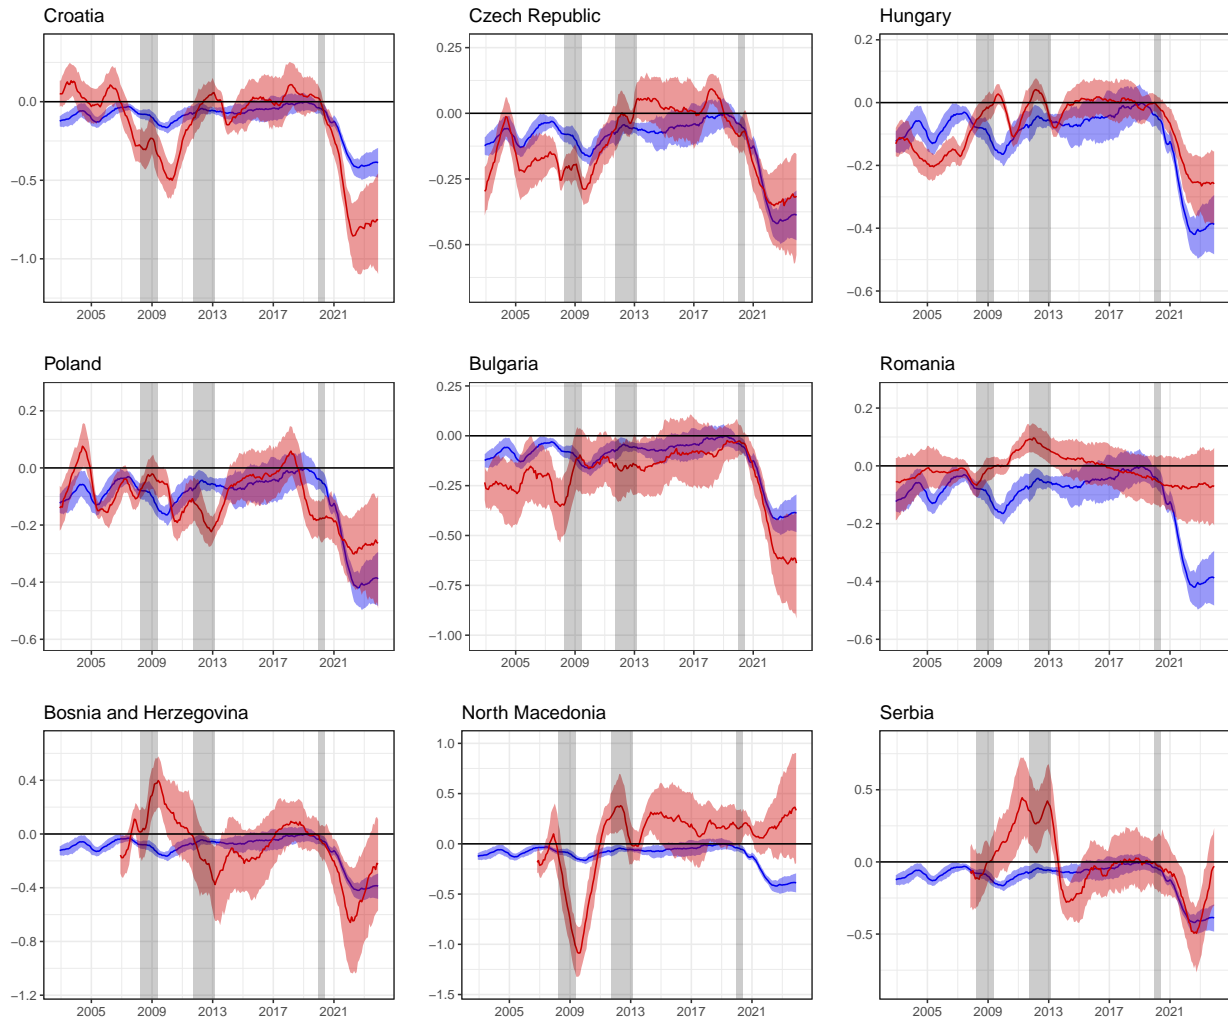 Croatia
0.0
−0.5
−1.0
2005 2009 2013 2017 2021
Czech Republic
0.25
0.00
−0.25
−0.50
2005 2009 2013 2017 2021
Hungary
0.2
0.0
−0.2
−0.4
−0.6
2005 2009 2013 2017 2021
Poland
0.2
0.0
−0.2
−0.4
−0.6
2005 2009 2013 2017 2021
Bulgaria
0.25
0.00
−0.25
−0.50
−0.75
−1.00
2005 2009 2013 2017 2021
Romania
0.2
0.0
−0.2
−0.4
−0.6
2005 2009 2013 2017 2021
Bosnia and Herzegovina
0.4
0.0
−0.4
−0.8
−1.2
2005 2009 2013 2017 2021
North Macedonia
1.0
0.5
0.0
−0.5
−1.0
−1.5
2005 2009 2013 2017 2021
Serbia
0.5
0.0
−0.5
2005 2009 2013 2017 2021